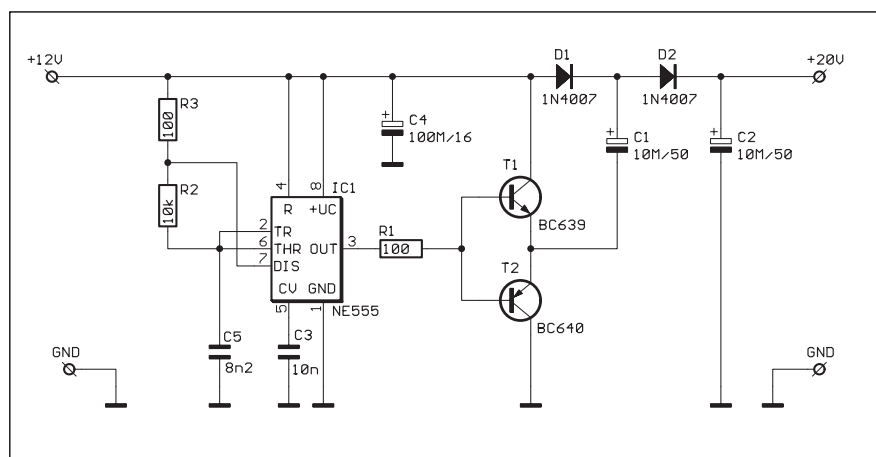 +12V
D1
D2
+20V
R3
100
1N4007
1N4007
C4
100M/16
C1
10M/50
C2
10M/50
R2
10k
T1
4
8
IC1
R
+UC
BC639
2
TR
6
THR
OUT
3
R1
100
7
DIS
T2
CV
GND
5
1
NE555
BC640
GND
C5
8n2
C3
10n
GND